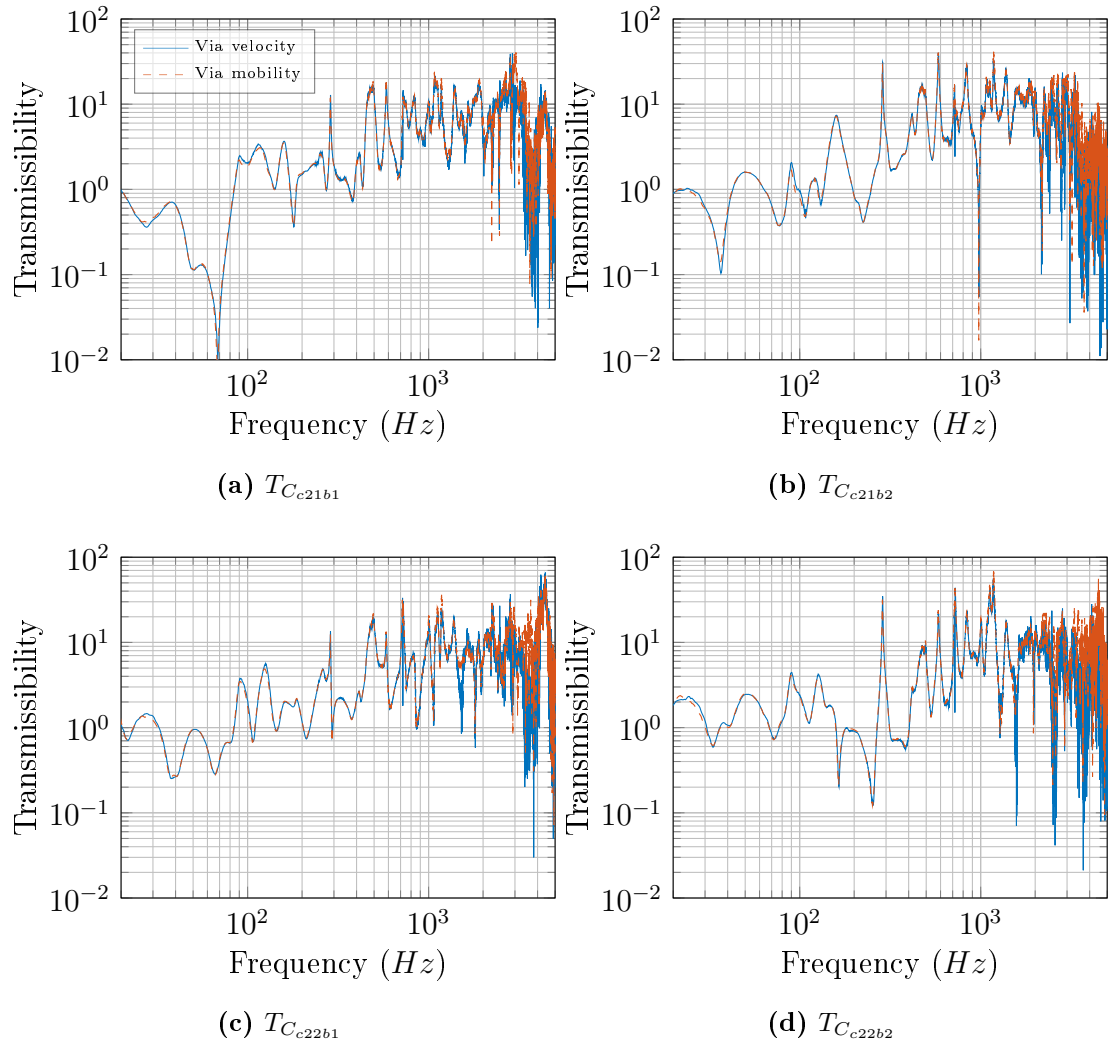 10^2
10^1
10^0
10^{-1}
10^{-2}
Transmissibility
Via velocity
Via mobility
10^2 10^3
Frequency (Hz)
(a) T_{C_{c21b1}}
10^2
10^1
10^0
10^{-1}
10^{-2}
Transmissibility
10^2 10^3
Frequency (Hz)
(b) T_{C_{c21b2}}
10^2
10^1
10^0
10^{-1}
10^{-2}
Transmissibility
10^2 10^3
Frequency (Hz)
(c) T_{C_{c22b1}}
10^2
10^1
10^0
10^{-1}
10^{-2}
Transmissibility
10^2 10^3
Frequency (Hz)
(d) T_{C_{c22b2}}